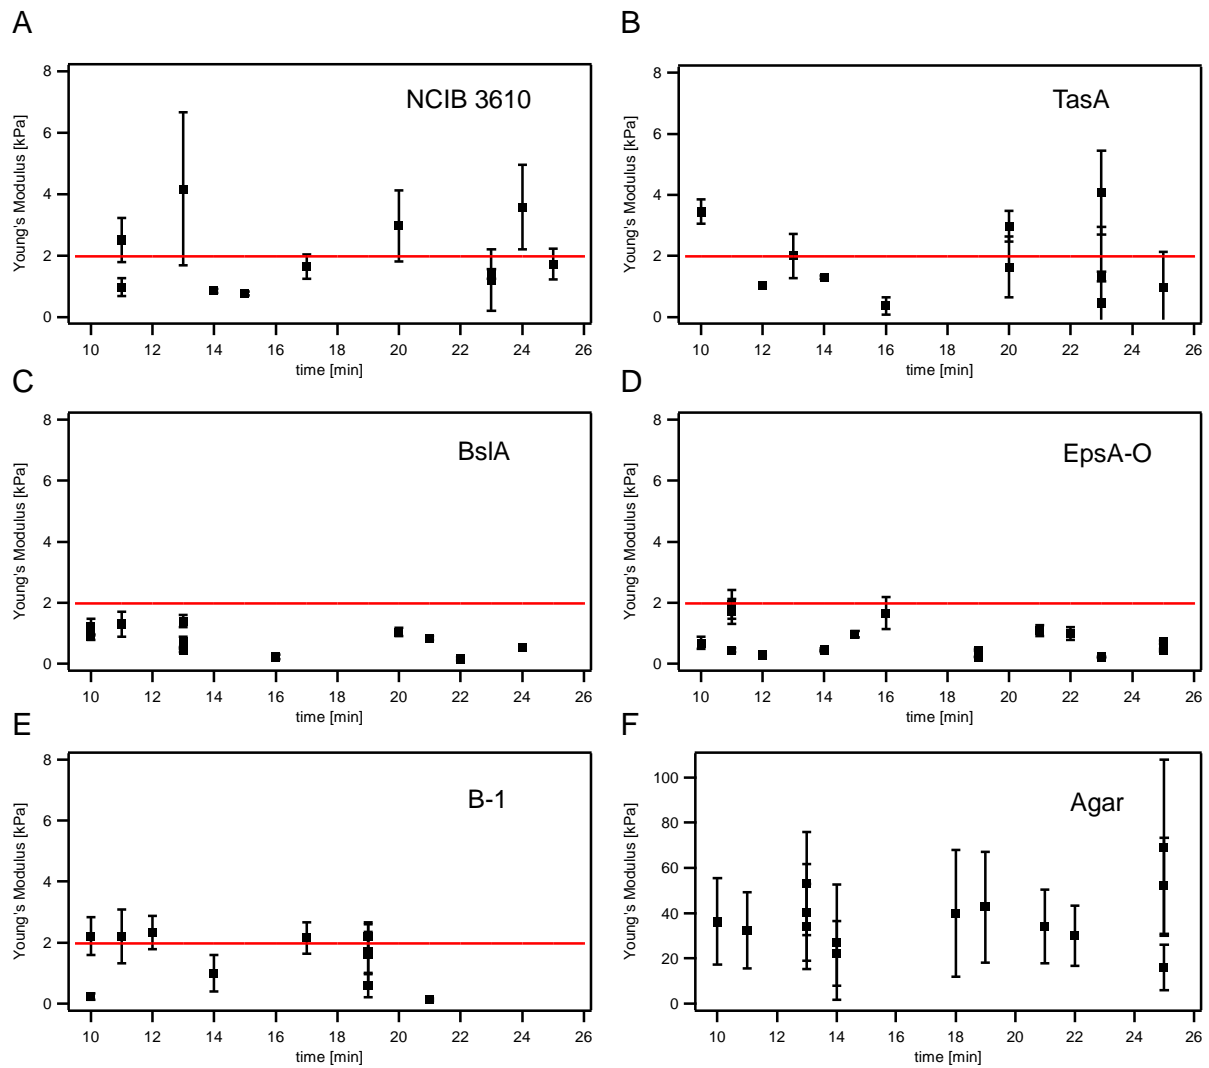 A
Young's Modulus [kPa]
8
6
4
2
0
NCIB 3610
10 12 14 16 18 20 22 24 26
time [min]
B
Young's Modulus [kPa]
8
6
4
2
0
TasA
10 12 14 16 18 20 22 24 26
time [min]
C
Young's Modulus [kPa]
8
6
4
2
0
BslA
10 12 14 16 18 20 22 24 26
time [min]
D
Young's Modulus [kPa]
8
6
4
2
0
EpsA-O
10 12 14 16 18 20 22 24 26
time [min]
E
Young's Modulus [kPa]
8
6
4
2
0
B-1
10 12 14 16 18 20 22 24 26
time [min]
F
Young's Modulus [kPa]
100
80
60
40
20
0
Agar
10 12 14 16 18 20 22 24 26
time [min]